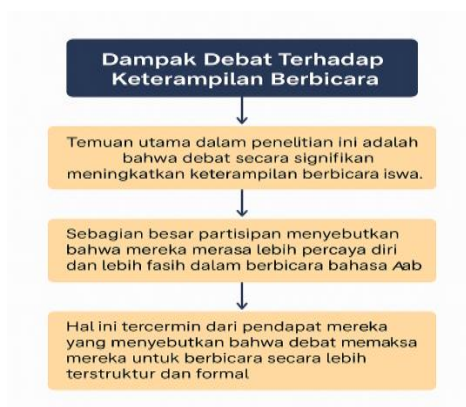 Dampak Debat Terhadap
Keterampilan Berbicara
Temuan utama dalam penelitian ini adalah
bahwa debat secara signifikan
meningkatkan keterampilan berbicara iswa.
Sebagian besar partisipan menyebutkan
bahwa mereka merasa lebih percaya diri
dan lebih fasih dalam berbicara bahasa Aab
Hal ini tercermin dari pendapat mereka
yang menyebutkan bahwa debat memaksa
mereka untuk berbicara secara lebih
terstruktur dan formal